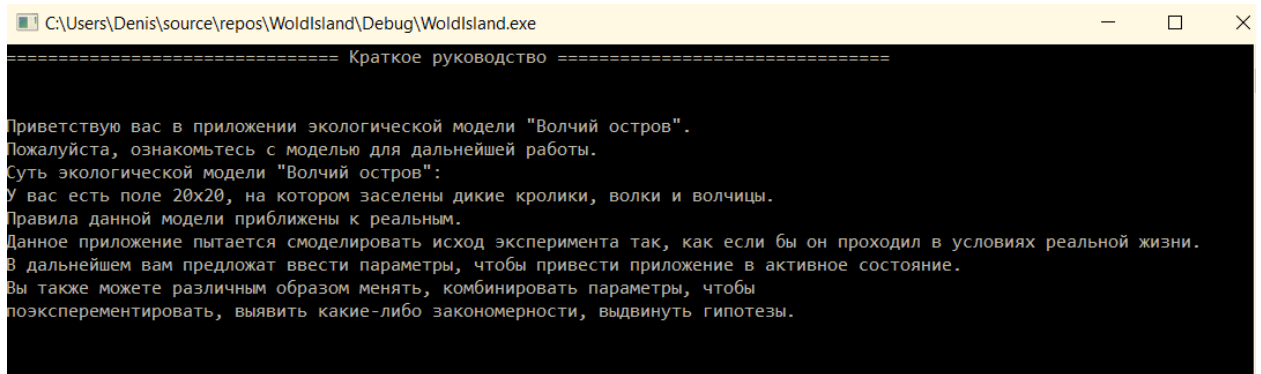 C:\Users\Denis\source\repos\WoldIsland\Debug\WoldIsland.exe
================================ Краткое руководство ================================
Приветствую вас в приложении экологической модели "Волчий остров".
Пожалуйста, ознакомьтесь с моделью для дальнейшей работы.
Суть экологической модели "Волчий остров":
У вас есть поле 20x20, на котором заселены дикие кролики, волки и волчицы.
Правила данной модели приближены к реальным.
Данное приложение пытается смоделировать исход эксперимента так, как если бы он проходил в условиях реальной жизни.
В дальнейшем вам предложат ввести параметры, чтобы привести приложение в активное состояние.
Вы также можете различным образом менять, комбинировать параметры, чтобы
поэксперементировать, выявить какие-либо закономерности, выдвинуть гипотезы.